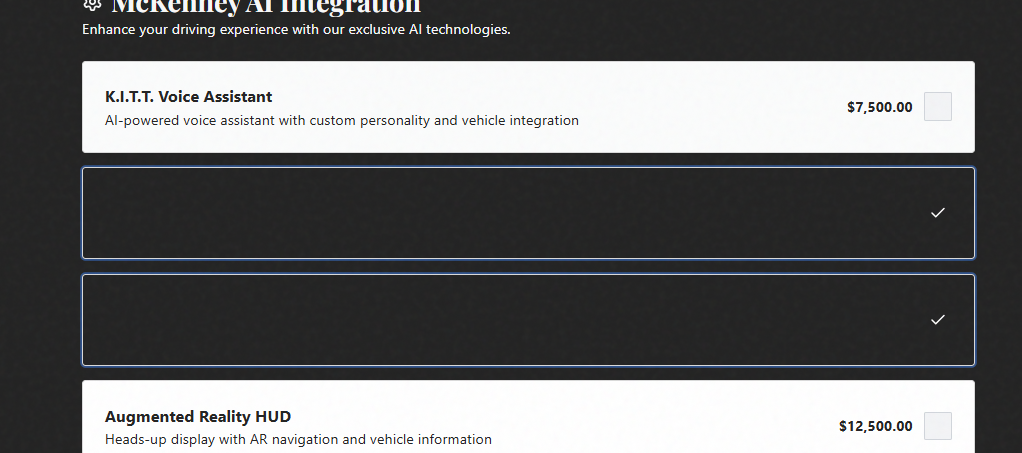 McKenney AI Integration
Enhance your driving experience with our exclusive AI technologies.
K.I.T.T. Voice Assistant
AI-powered voice assistant with custom personality and vehicle integration
$7,500.00
Augmented Reality HUD
Heads-up display with AR navigation and vehicle information
$12,500.00